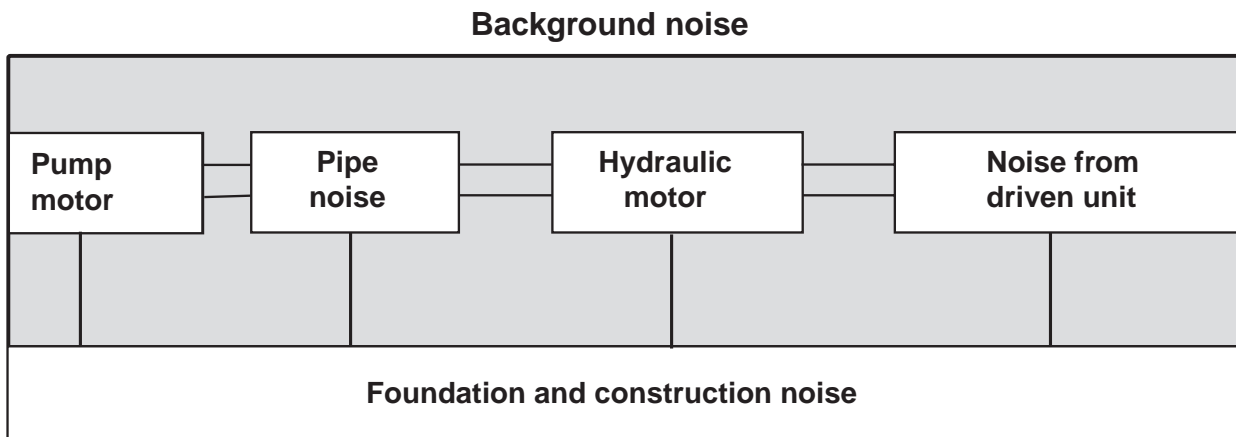 Background noise
Pump
motor
Pipe
noise
Hydraulic
motor
Noise from
driven unit
Foundation and construction noise